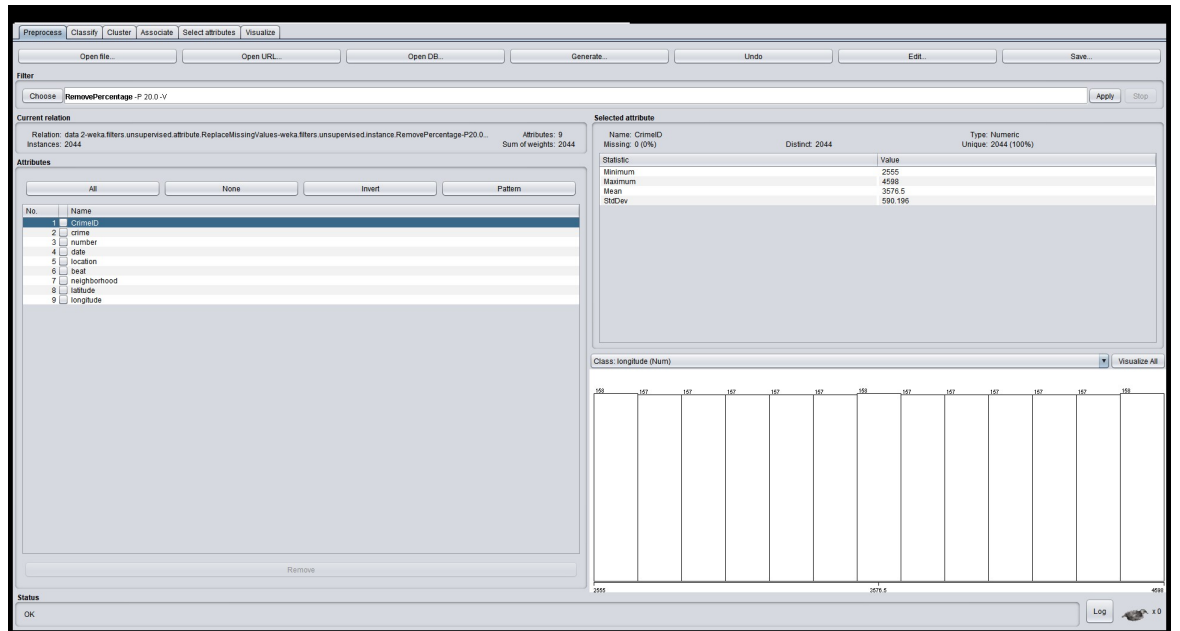 Preprocess Classify Cluster Associate Select attributes Visualize
Open file... Open URL... Open DB... Generate... Undo Edit... Save...
Filter
Choose RemovePercentage -P 20.0 -V Apply Stop
Current relation
Relation: data 2-weka.filters.unsupervised.attribute.ReplaceMissingValues-weka.filters.unsupervised.instance.RemovePercentage-P20.0... Attributes: 9
Instances: 2044 Sum of weights: 2044
Attributes
All None Invert Pattern
No. Name
1 CrimeID
2 crime
3 number
4 date
5 location
6 beat
7 neighborhood
8 latitude
9 longitude
Remove
Selected attribute
Name: CrimeID Type: Numeric
Missing: 0 (0%) Distinct: 2044 Unique: 2044 (100%)
Statistic Value
Minimum 2555
Maximum 4598
Mean 3576.5
StdDev 590.196
Class: longitude (Num) Visualize All
158 157 157 157 157 157 158 157 157 157 157 157 158
2555 3576.5 4598
Status
OK Log x 0